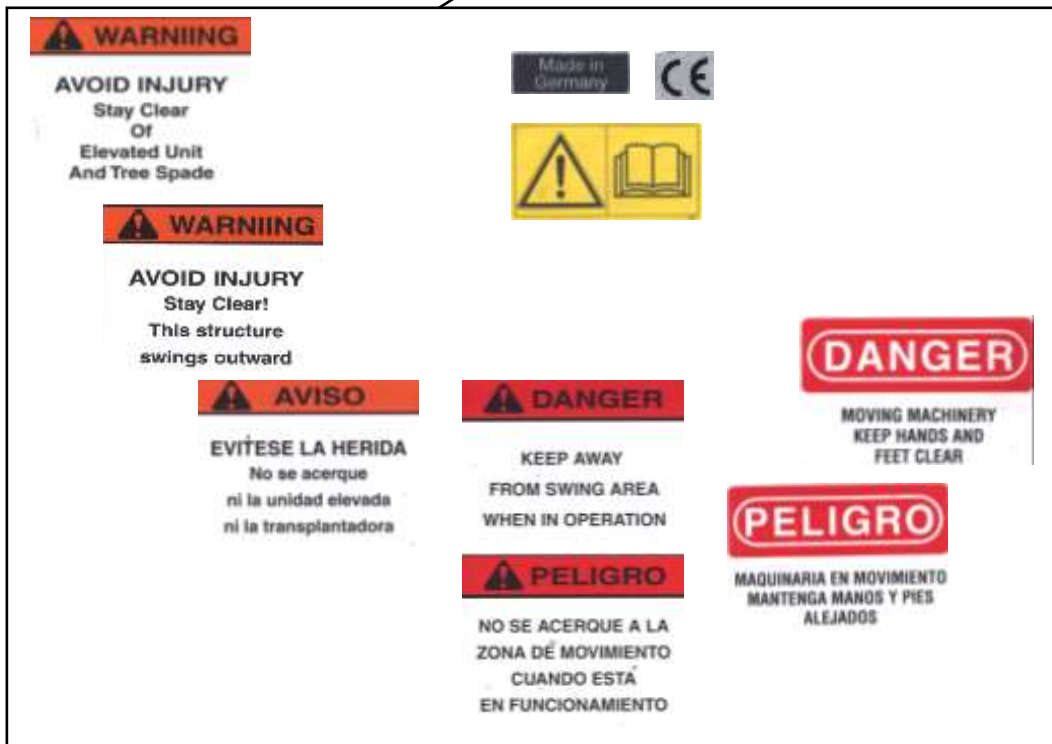 WARNIING
AVOID INJURY
Stay Clear
Of
Elevated Unit
And Tree Spade
WARNIING
AVOID INJURY
Stay Clear!
This structure
swings outward
AVISO
EVITESE LA HERIDA
No se acerque
ni la unidad elevada
ni la transplantadora
Made in
Germany
CE
DANGER
KEEP AWAY
FROM SWING AREA
WHEN IN OPERATION
PELIGRO
NO SE ACERQUE A LA
ZONA DE MOVIMIENTO
CUANDO ESTÁ
EN FUNCIONAMIENTO
DANGER
MOVING MACHINERY
KEEP HANDS AND
FEET CLEAR
PELIGRO
MAQUINARIA EN MOVIMIENTO
MANTENGA MANOS Y PIES
ALEJADOS